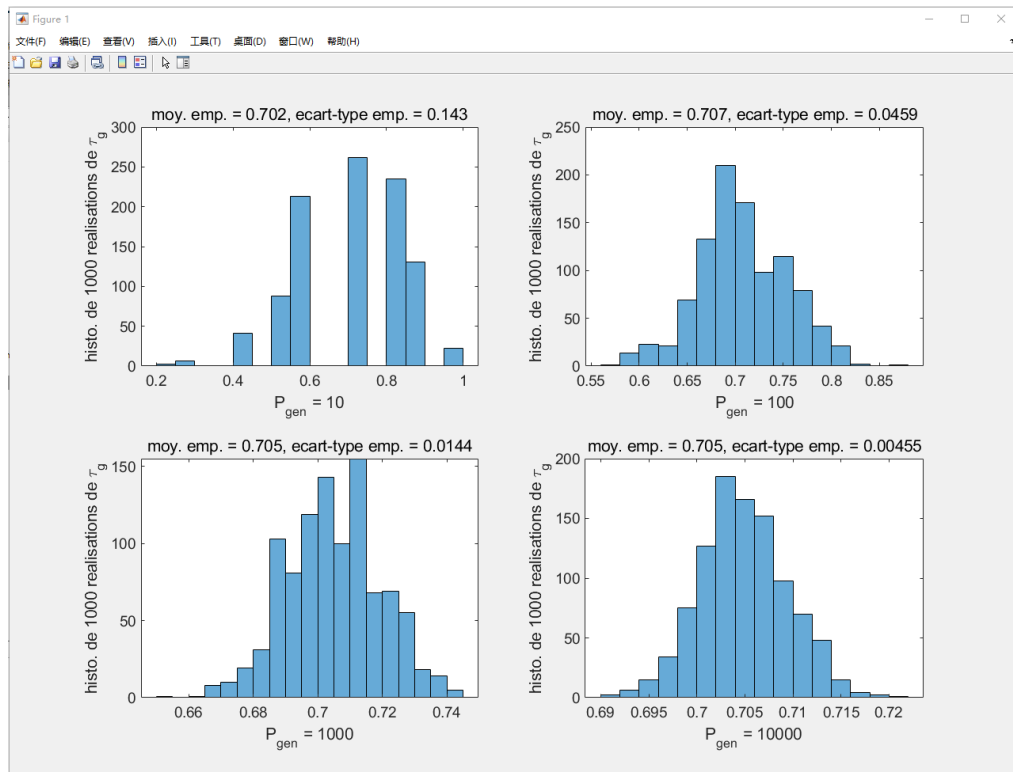 Figure 1
文件(F) 编辑(E) 查看(V) 插入(I) 工具(T) 桌面(D) 窗口(W) 帮助(H)
moy. emp. = 0.702, ecart-type emp. = 0.143
histo. de 1000 realisations de τg
300
250
200
150
100
50
0
0.2 0.4 0.6 0.8 1
Pgen = 10
moy. emp. = 0.707, ecart-type emp. = 0.0459
histo. de 1000 realisations de τg
250
200
150
100
50
0
0.55 0.6 0.65 0.7 0.75 0.8 0.85
Pgen = 100
moy. emp. = 0.705, ecart-type emp. = 0.0144
histo. de 1000 realisations de τg
150
100
50
0
0.66 0.68 0.7 0.72 0.74
Pgen = 1000
moy. emp. = 0.705, ecart-type emp. = 0.00455
histo. de 1000 realisations de τg
200
150
100
50
0
0.69 0.695 0.7 0.705 0.71 0.715 0.72
Pgen = 10000